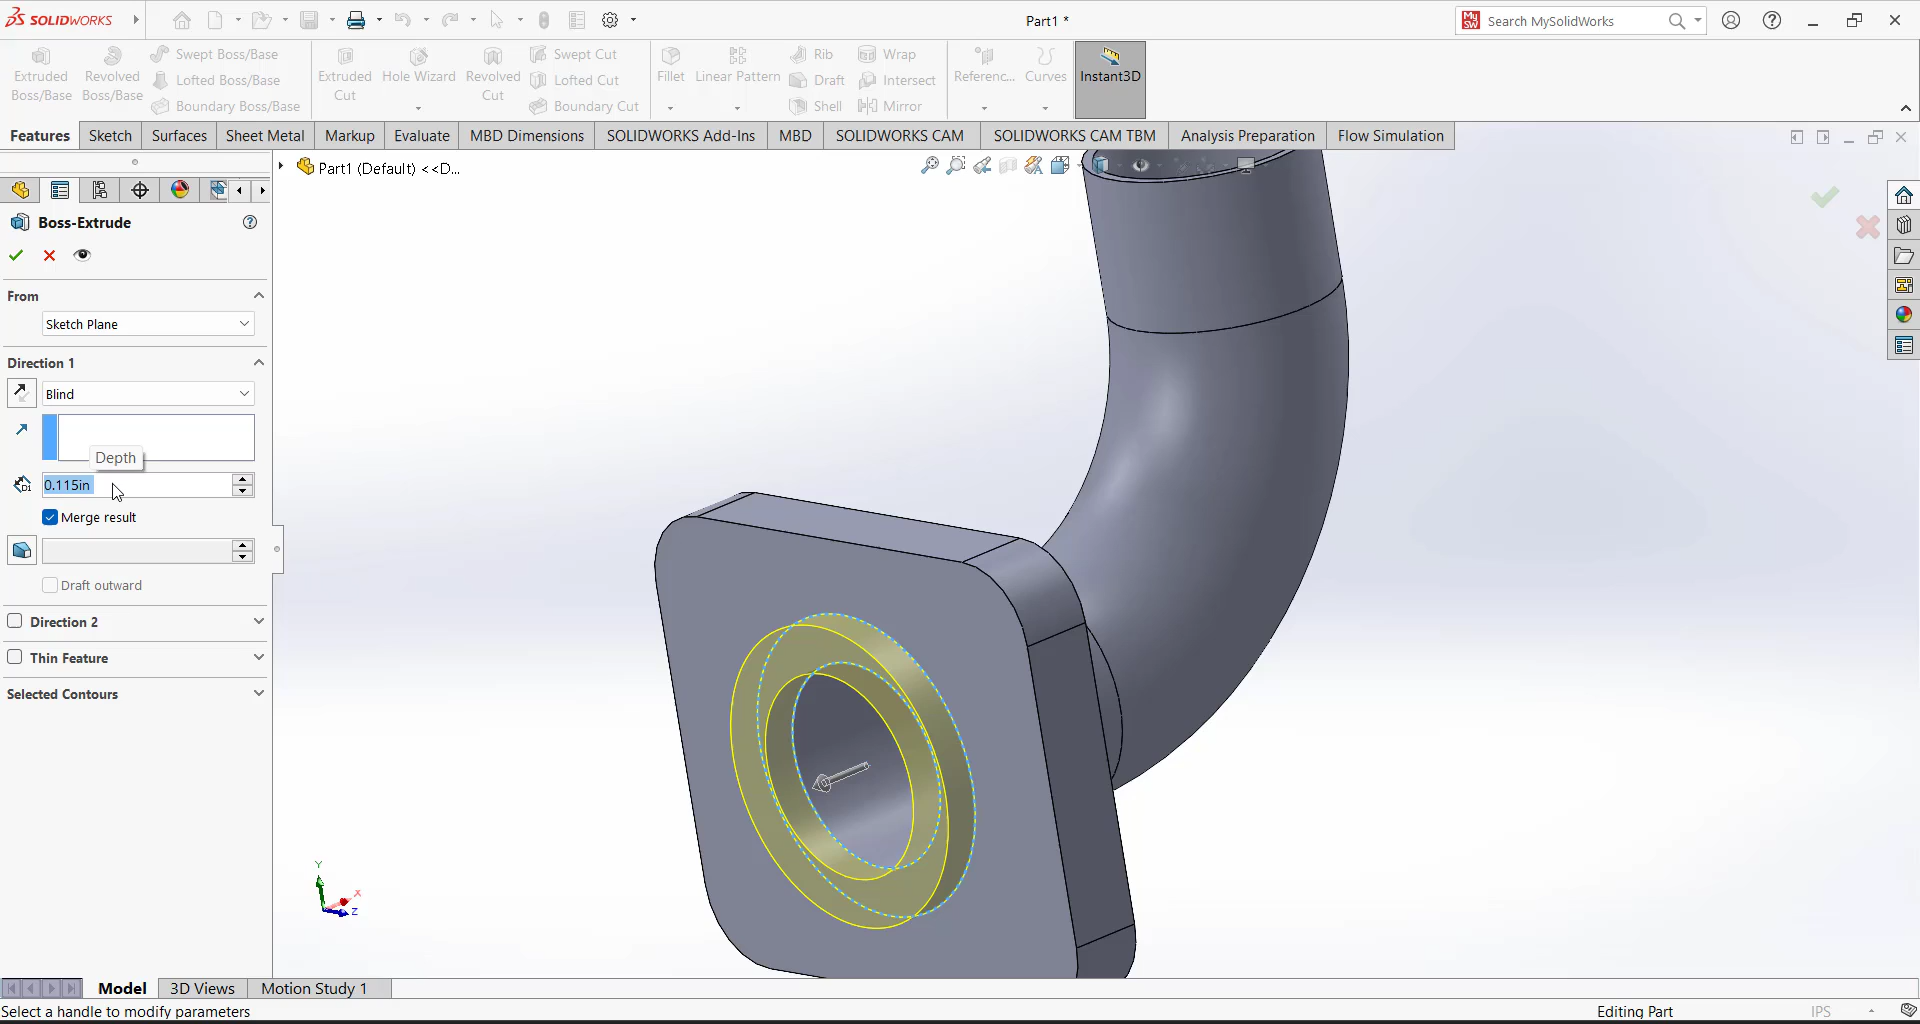 SOLIDWORKS
Part1 *
Search MySolidWorks
Extruded Boss/Base
Revolved Boss/Base
Swept Boss/Base
Lofted Boss/Base
Boundary Boss/Base
Extruded Cut
Hole Wizard
Revolved Cut
Swept Cut
Lofted Cut
Boundary Cut
Fillet
Linear Pattern
Rib
Draft
Shell
Wrap
Intersect
Mirror
Referenc...
Curves
Instant3D
Features
Sketch
Surfaces
Sheet Metal
Markup
Evaluate
MBD Dimensions
SOLIDWORKS Add-Ins
MBD
SOLIDWORKS CAM
SOLIDWORKS CAM TBM
Analysis Preparation
Flow Simulation
Part1 (Default) <<D...
Boss-Extrude
From
Sketch Plane
Direction 1
Blind
Depth
D1
0.115in
Merge result
Draft outward
Direction 2
Thin Feature
Selected Contours
Y
X
Z
Model
3D Views
Motion Study 1
Select a handle to modify parameters
Editing Part
IPS